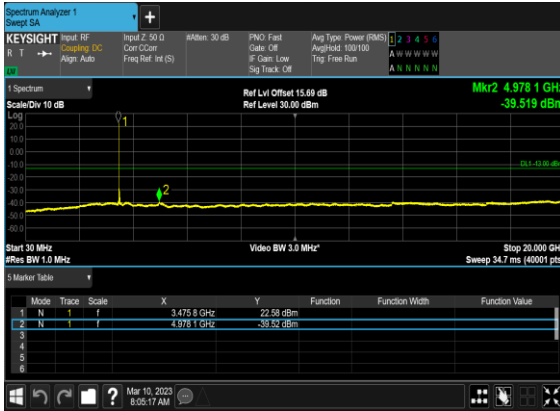 Spectrum Analyzer 1
Swept SA
+
KEYSIGHT Input: RF Input Z: 50 Ω #Atten: 30 dB PNO: Fast Avg Type: Power (RMS) 1 2 3 4 5 6
R T Coupling: DC Corr CCorr Gate: Off Avg|Hold: 100/100 A W W W W W
Align: Auto Freq Ref: Int (S) IF Gain: Low Trig: Free Run
Sig Track: Off A N N N N N
1 Spectrum Ref Lvl Offset 15.69 dB Mkr2 4.978 1 GHz
Scale/Div 10 dB Ref Level 30.00 dBm -39.519 dBm
Log
20.0
10.0
0.00
-10.0
-20.0
-30.0
-40.0
-50.0
-60.0
1
2
DL1 -13.00 dBm
Start 30 MHz Video BW 3.0 MHz* Stop 20.000 GHz
#Res BW 1.0 MHz Sweep 34.7 ms (40001 pts)
5 Marker Table
Mode Trace Scale X Y Function Function Width Function Value
1 N 1 f 3.475 8 GHz 22.58 dBm
2 N 1 f 4.978 1 GHz -39.52 dBm
3
4
5
6
? Mar 10, 2023
8:05:17 AM